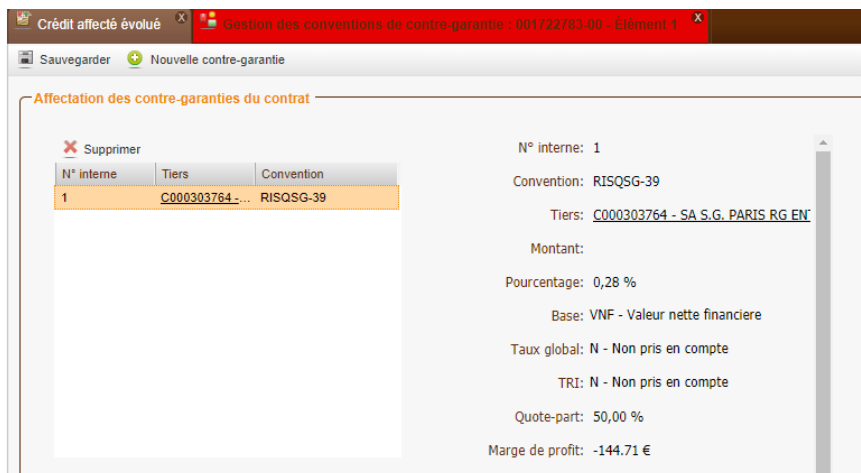 Crédit affecté évolué X Gestion des conventions de contre-garantie : 001722783-00 - Élément 1 X
Sauvegarder Nouvelle contre-garantie
Affectation des contre-garanties du contrat
Supprimer
N° interne Tiers Convention
1 C000303764 -... RISQSG-39
N° interne: 1
Convention: RISQSG-39
Tiers: C000303764 - SA S.G. PARIS RG ENT
Montant:
Pourcentage: 0,28 %
Base: VNF - Valeur nette financiere
Taux global: N - Non pris en compte
TRI: N - Non pris en compte
Quote-part: 50,00 %
Marge de profit: -144.71 €